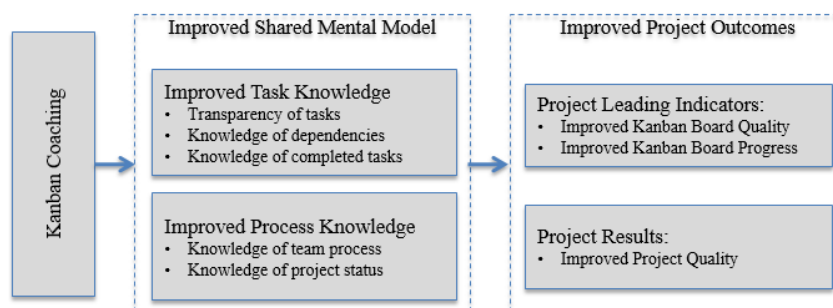 Kanban Coaching
Improved Shared Mental Model
Improved Task Knowledge
• Transparency of tasks
• Knowledge of dependencies
• Knowledge of completed tasks
Improved Process Knowledge
• Knowledge of team process
• Knowledge of project status
Improved Project Outcomes
Project Leading Indicators:
• Improved Kanban Board Quality
• Improved Kanban Board Progress
Project Results:
• Improved Project Quality